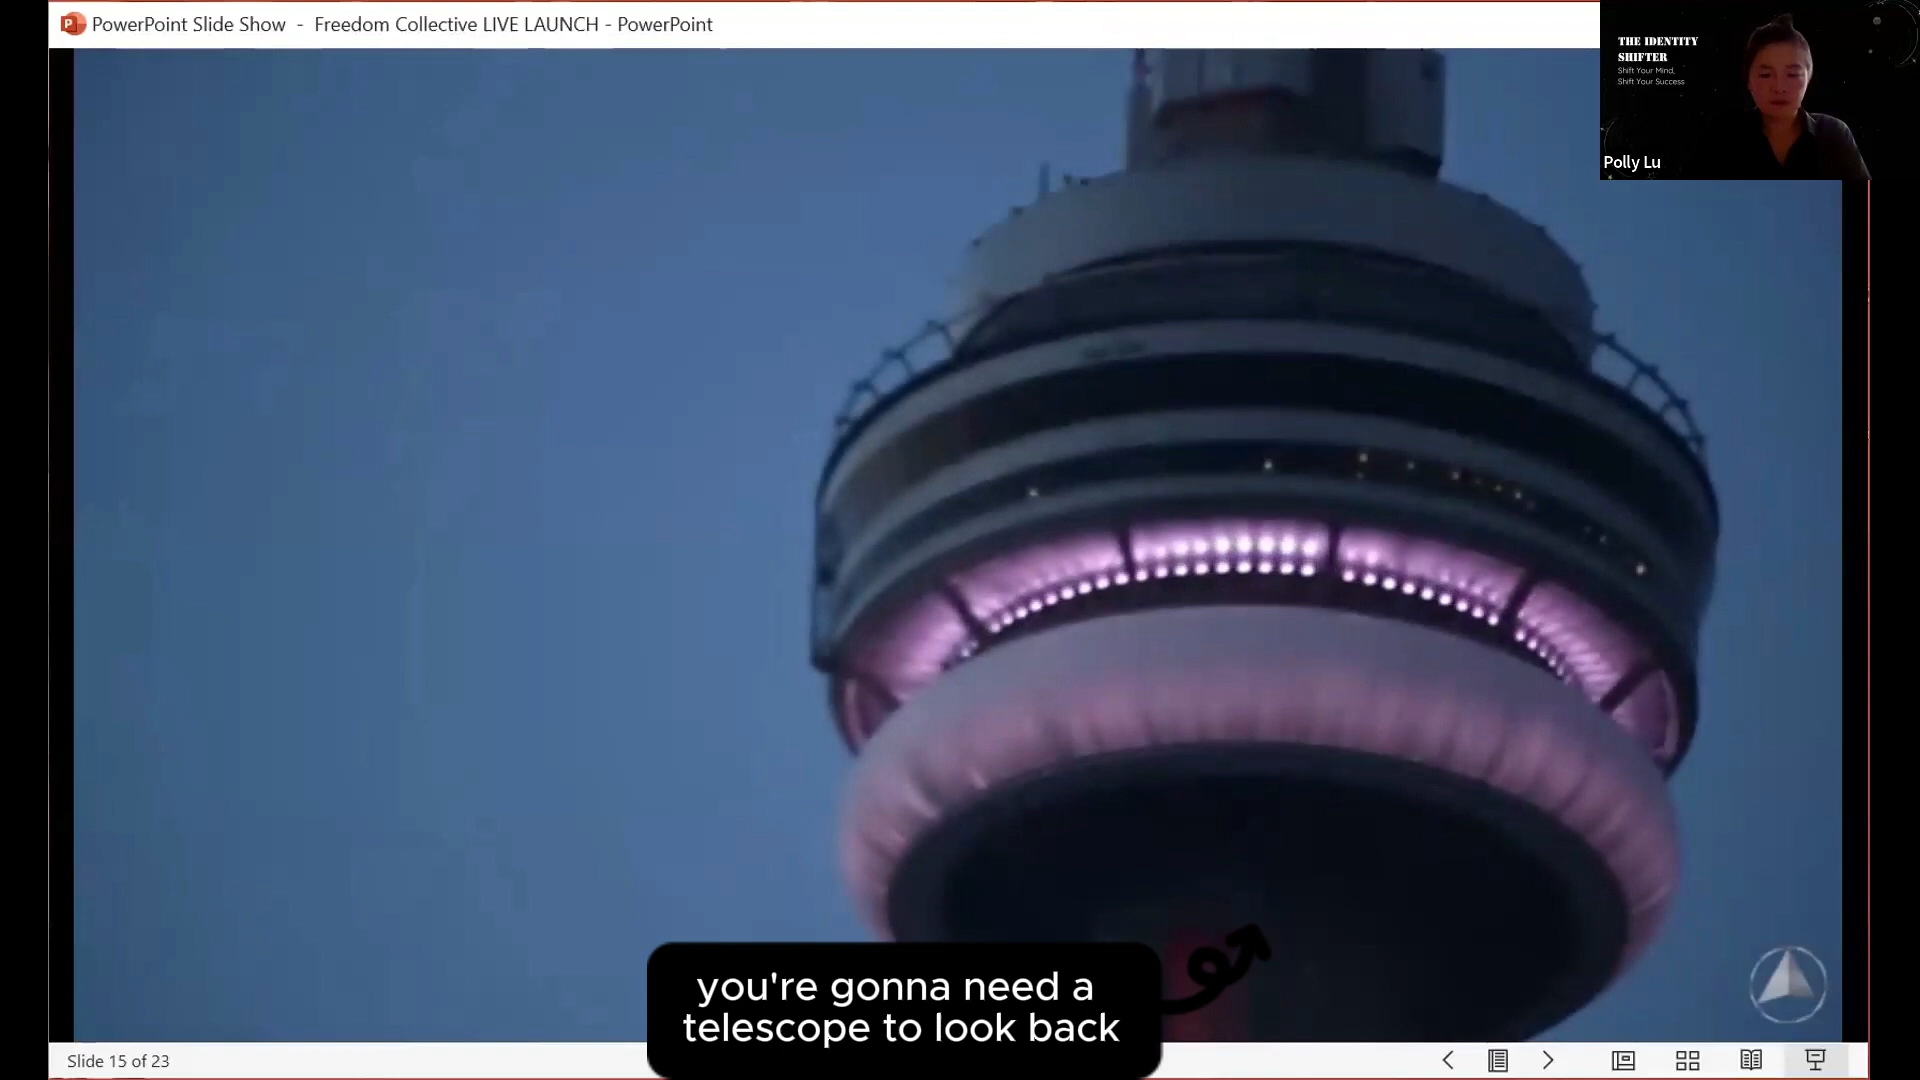 PowerPoint Slide Show - Freedom Collective LIVE LAUNCH - PowerPoint
THE IDENTITY
SHIFTER
Shift Your Mind,
Shift Your Success
Polly Lu
you're gonna need a
telescope to look back
Slide 15 of 23